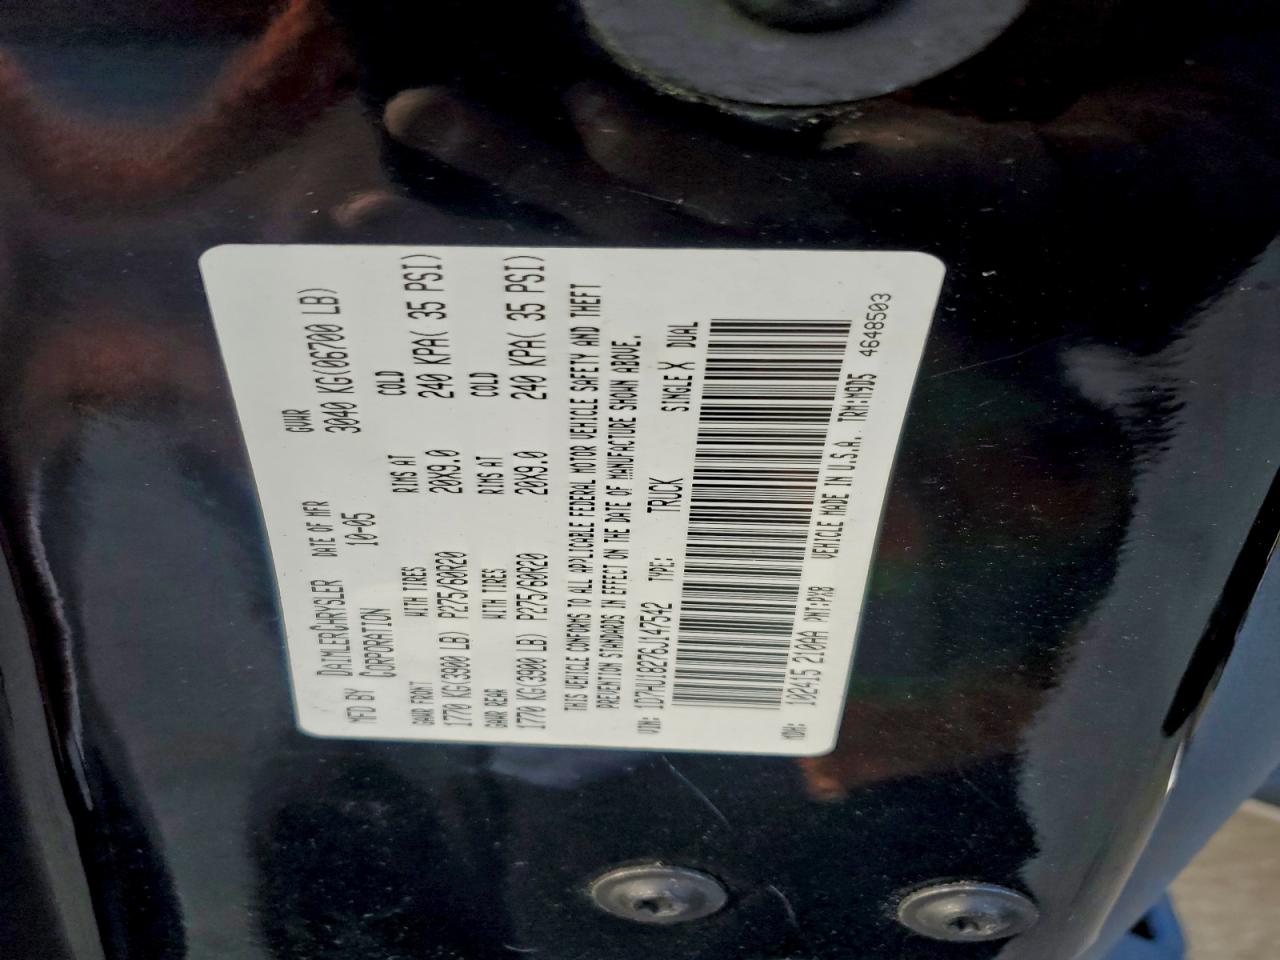 MFD BY DAIMLERCHRYSLER CORPORATION DATE OF MFR 10-05 GVWR 3040 KG(06700 LB)
GAWR FRONT WITH TIRES RIMS AT COLD
1770 KG(3900 LB) P275/60R20 20X9.0 240 KPA( 35 PSI)
GAWR REAR WITH TIRES RIMS AT COLD
1770 KG(3900 LB) P275/60R20 20X9.0 240 KPA( 35 PSI)
THIS VEHICLE CONFORMS TO ALL APPLICABLE FEDERAL MOTOR VEHICLE SAFETY AND THEFT
PREVENTION STANDARDS IN EFFECT ON THE DATE OF MANUFACTURE SHOWN ABOVE.
VIN: 1D7HU18276J147542 TYPE: TRUCK SINGLE X DUAL
MDH: 102415 210AA PNT:PX8 VEHICLE MADE IN U.S.A. TRM:M9D5 4648503